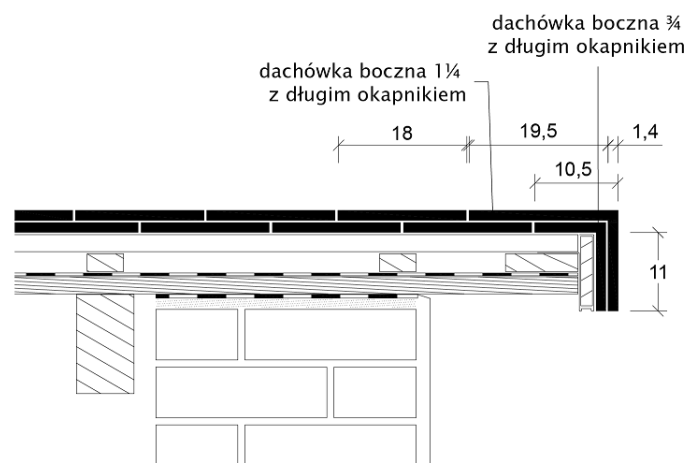 dachówka boczna ¾
z długim okapnikiem
dachówka boczna 1¼
z długim okapnikiem
18
19,5
1,4
10,5
11